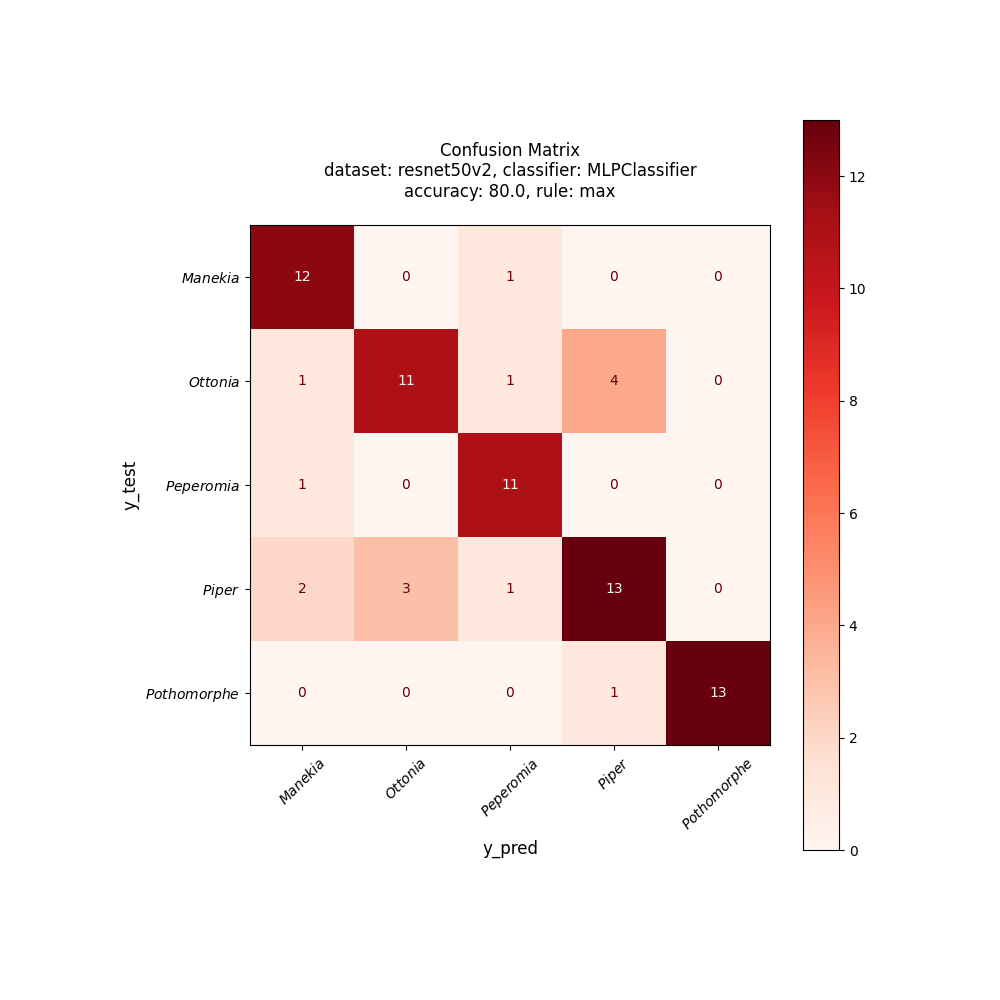 Confusion Matrix
dataset: resnet50v2, classifier: MLPClassifier
accuracy: 80.0, rule: max
y_test
Manekia 12 0 1 0 0
Ottonia 1 11 1 4 0
Peperomia 1 0 11 0 0
Piper 2 3 1 13 0
Pothomorphe 0 0 0 1 13
Manekia Ottonia Peperomia Piper Pothomorphe
y_pred
12
10
8
6
4
2
0